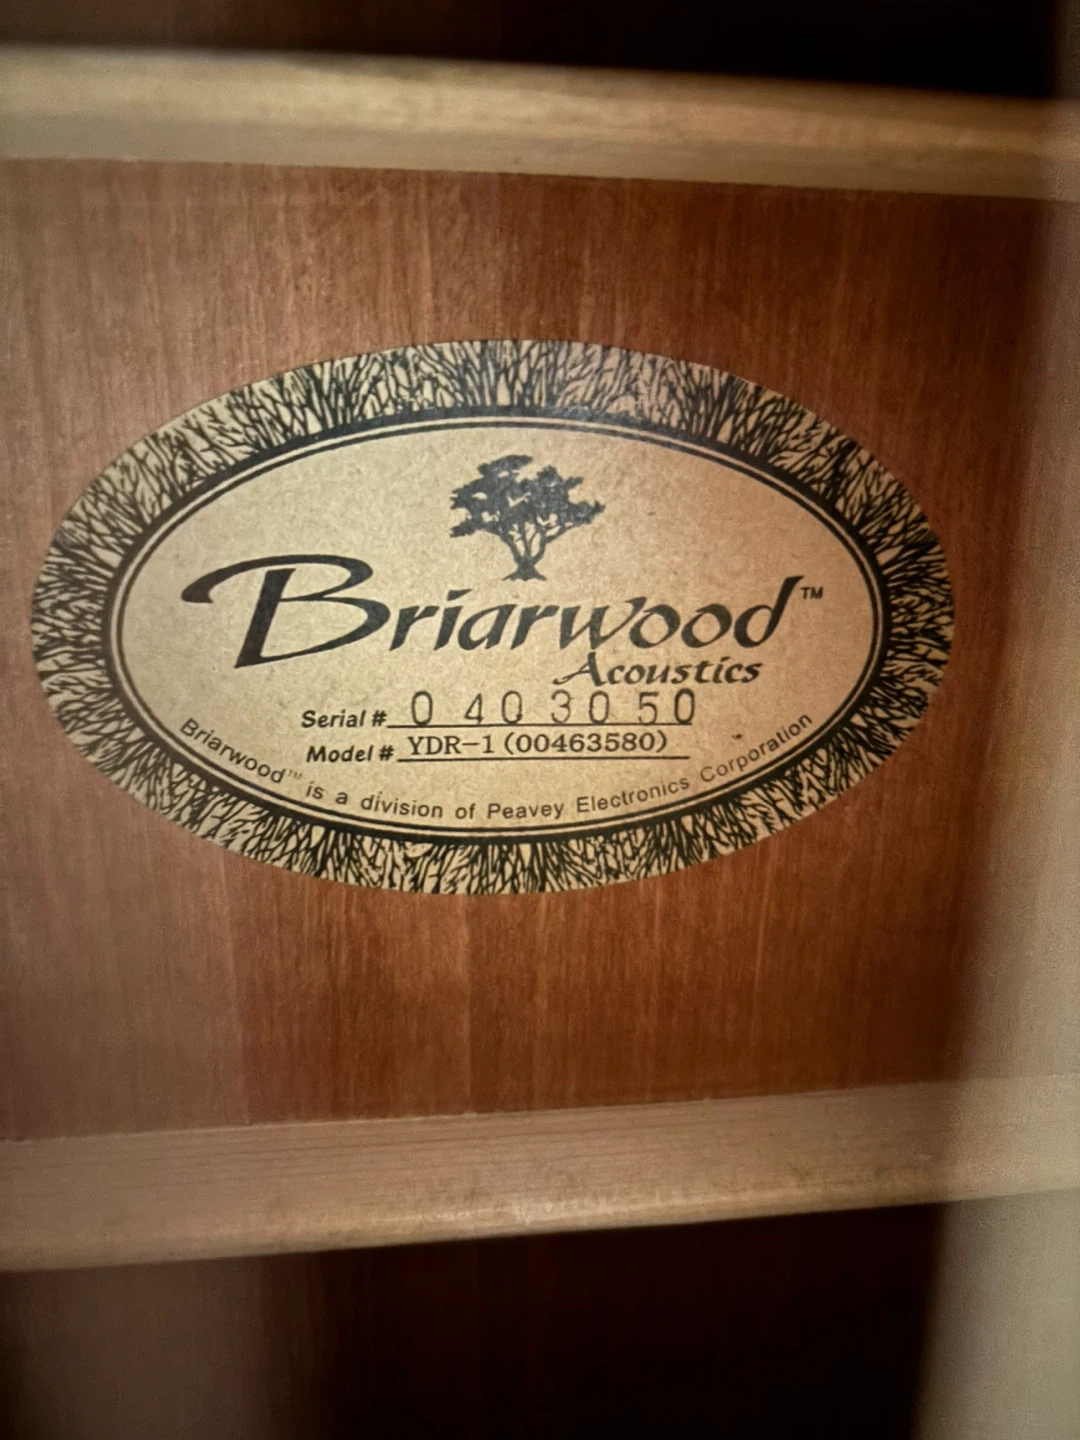 Briarwood™
Acoustics
Serial # 0403050
Model # YDR-1 (00463580)
Briarwood™ is a division of Peavey Electronics Corporation